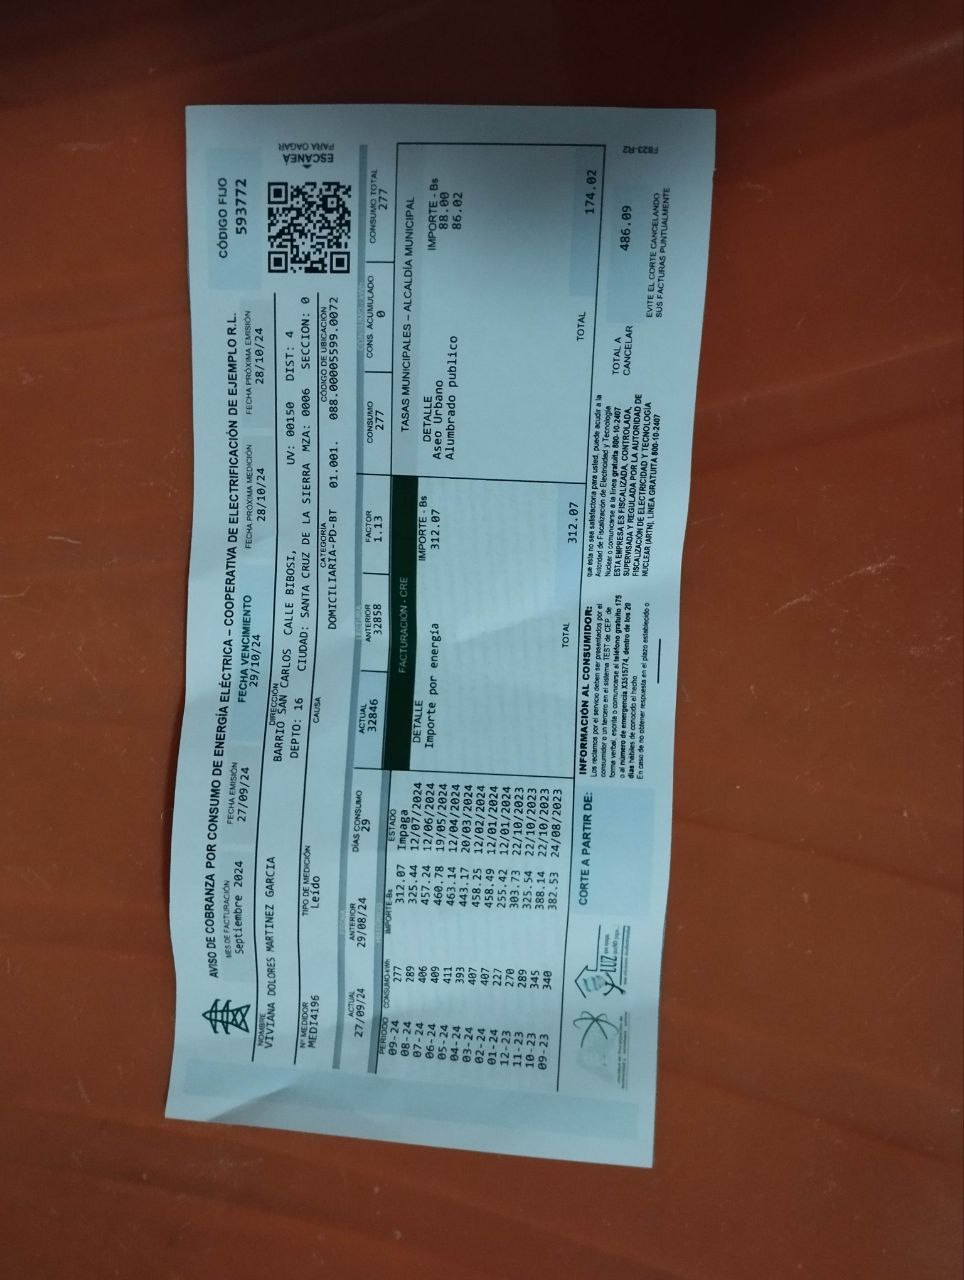 AVISO DE COBRANZA POR CONSUMO DE ENERGÍA ELÉCTRICA – COOPERATIVA DE ELECTRIFICACIÓN DE EJEMPLO R.L.
CÓDIGO FIJO
593772
MES DE FACTURACIÓN
Septiembre 2024
FECHA EMISIÓN
27/09/24
FECHA VENCIMIENTO
29/10/24
FECHA PRÓXIMA MEDICIÓN
28/10/24
FECHA PRÓXIMA EMISIÓN
28/10/24
NOMBRE
VIVIANA DOLORES MARTINEZ GARCIA
DIRECCIÓN
BARRIO SAN CARLOS CALLE BIBOSI, UV: 00150 DIST: 4
DEPTO: 16 CIUDAD: SANTA CRUZ DE LA SIERRA MZA: 0006 SECCION: 0
ESCANEA
PARA
Nº MEDIDOR
MEDI4196
TIPO DE MEDICIÓN
Leído
CAUSA
CATEGORÍA
DOMICILIARIA-PD-BT
CÓDIGO DE UBICACIÓN
01.001. 088.00005599.0072
ACTUAL
27/09/24
ANTERIOR
29/08/24
DÍAS CONSUMO
29
ACTUAL
32846
ANTERIOR
32858
FACTOR
1.13
CONSUMO
277
CONS. ACUMULADO
0
CONSUMO TOTAL
277
PERIODO CONSUMO-kWh IMPORTE-Bs ESTADO
09-24 277 312.07 Impaga
08-24 289 325.44 12/07/2024
07-24 406 457.24 12/06/2024
06-24 409 460.78 19/05/2024
05-24 411 463.14 12/04/2024
04-24 393 443.17 20/03/2024
03-24 407 458.25 12/02/2024
02-24 407 458.49 12/01/2024
01-24 227 255.42 12/01/2024
12-23 270 303.73 22/10/2023
11-23 289 325.54 22/10/2023
10-23 345 388.14 22/10/2023
09-23 340 382.53 24/08/2023
FACTURACIÓN - CRE
DETALLE IMPORTE - Bs
Importe por energía 312.07
TOTAL 312.07
TASAS MUNICIPALES – ALCALDÍA MUNICIPAL
DETALLE IMPORTE - Bs
Aseo Urbano 88.00
Alumbrado publico 86.02
TOTAL 174.02
LUZ
CORTE A PARTIR DE:
INFORMACIÓN AL CONSUMIDOR:
Los reclamos por el servicio deben ser presentados por el
consumidor o un tercero en el sistema TEST de CEP, de
forma verbal, escrita o comunicarse al teléfono gratuito 175
o al número de emergencia X3515774, dentro de los 20
días hábiles de conocido el hecho
En caso de no obtener respuesta en el plazo establecido o
que ésta no sea satisfactoria para usted, puede acudir a la
Autoridad de Fiscalización de Electricidad y Tecnología
Nuclear o comunicarse a la línea gratuita 800-10-2407
ESTA EMPRESA ES FISCALIZADA, CONTROLADA,
SUPERVISADA Y REGULADA POR LA AUTORIDAD DE
FISCALIZACIÓN DE ELECTRICIDAD Y TECNOLOGÍA
NUCLEAR (ARTN), LÍNEA GRATUITA 800-10-2407
TOTAL A
CANCELAR
486.09
EVITE EL CORTE CANCELANDO
SUS FACTURAS PUNTUALMENTE
F823-R2